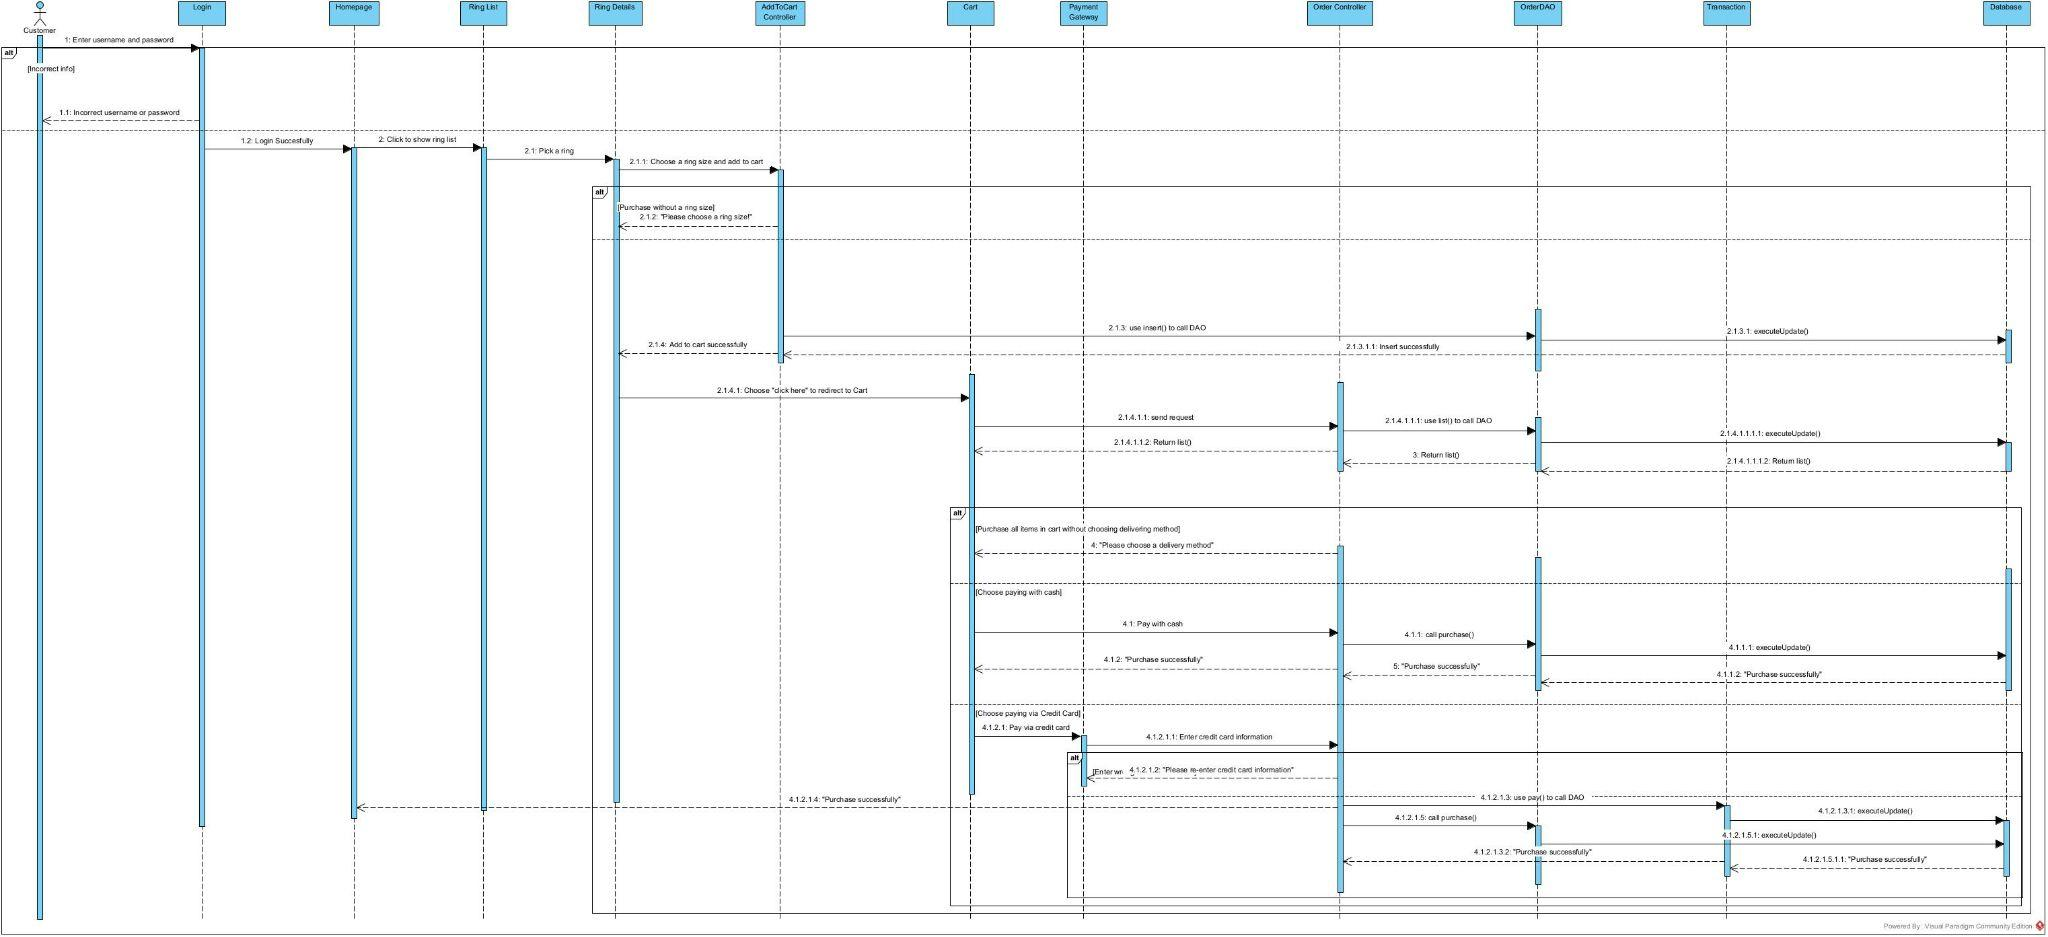 Login
Homepage
Ring List
Ring Details
AddToCart
Controller
Cart
Payment
Gateway
Order Controller
OrderDAO
Transaction
Database
Customer
1: Enter username and password
alt
[Incorrect info]
1.1: Incorrect username or password
1.2: Login Succesfully
2: Click to show ring list
2.1: Pick a ring
2.1.1: Choose a ring size and add to cart
alt
[Purchase without a ring size]
2.1.2: "Please choose a ring size!"
2.1.3: use insert() to call DAO
2.1.3.1: executeUpdate()
2.1.4: Add to cart successfully
2.1.3.1.1: Insert successfully
2.1.4.1: Choose "click here" to redirect to Cart
2.1.4.1.1: send request
2.1.4.1.1.1: use list() to call DAO
2.1.4.1.1.1.1: executeUpdate()
2.1.4.1.1.2: Return list()
3: Return list()
2.1.4.1.1.1.2: Return list()
alt
[Purchase all items in cart without choosing delivering method]
4: "Please choose a delivery method"
[Choose paying with cash]
4.1: Pay with cash
4.1.1: call purchase()
4.1.1.1: executeUpdate()
4.1.2: "Purchase successfully"
5: "Purchase successfully"
4.1.1.2: "Purchase successfully"
[Choose paying via Credit Card]
4.1.2.1: Pay via credit card
4.1.2.1.1: Enter credit card information
alt
[Enter wr
4.1.2.1.2: "Please re-enter credit card information"
4.1.2.1.4: "Purchase successfully"
4.1.2.1.3: use pay() to call DAO
4.1.2.1.3.1: executeUpdate()
4.1.2.1.5: call purchase()
4.1.2.1.5.1: executeUpdate()
4.1.2.1.3.2: "Purchase successfully"
4.1.2.1.5.1.1: "Purchase successfully"
Powered By Visual Paradigm Community Edition